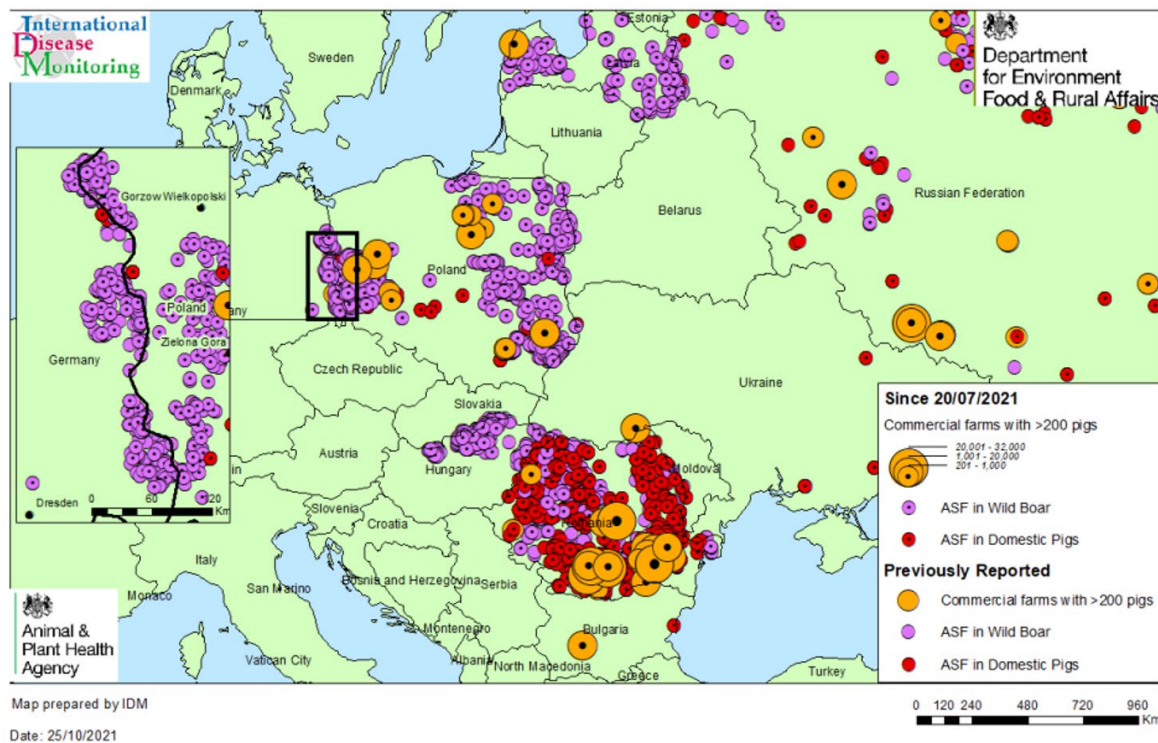 International
Disease
Monitoring
Department
for Environment
Food & Rural Affairs
Sweden
Estonia
Latvia
Denmark
Lithuania
Russian Federation
Belarus
Gorzow Wielkopolski
Poland
Poland
Zielona Gora
Germany
Dresden
0 60 120
Km
Czech Republic
Ukraine
Slovakia
Austria
Hungary
Moldova
Slovenia
Croatia
Romania
Italy
Bosnia and Herzegovina
Serbia
San Marino
Monaco
Montenegro
Bulgaria
Vatican City
Albania
North Macedonia
Greece
Turkey
Since 20/07/2021
Commercial farms with >200 pigs
20,001 - 32,000
1,001 - 20,000
201 - 1,000
ASF in Wild Boar
ASF in Domestic Pigs
Previously Reported
Commercial farms with >200 pigs
ASF in Wild Boar
ASF in Domestic Pigs
Animal &
Plant Health
Agency
Map prepared by IDM
Date: 25/10/2021
0 120 240 480 720 960
Km